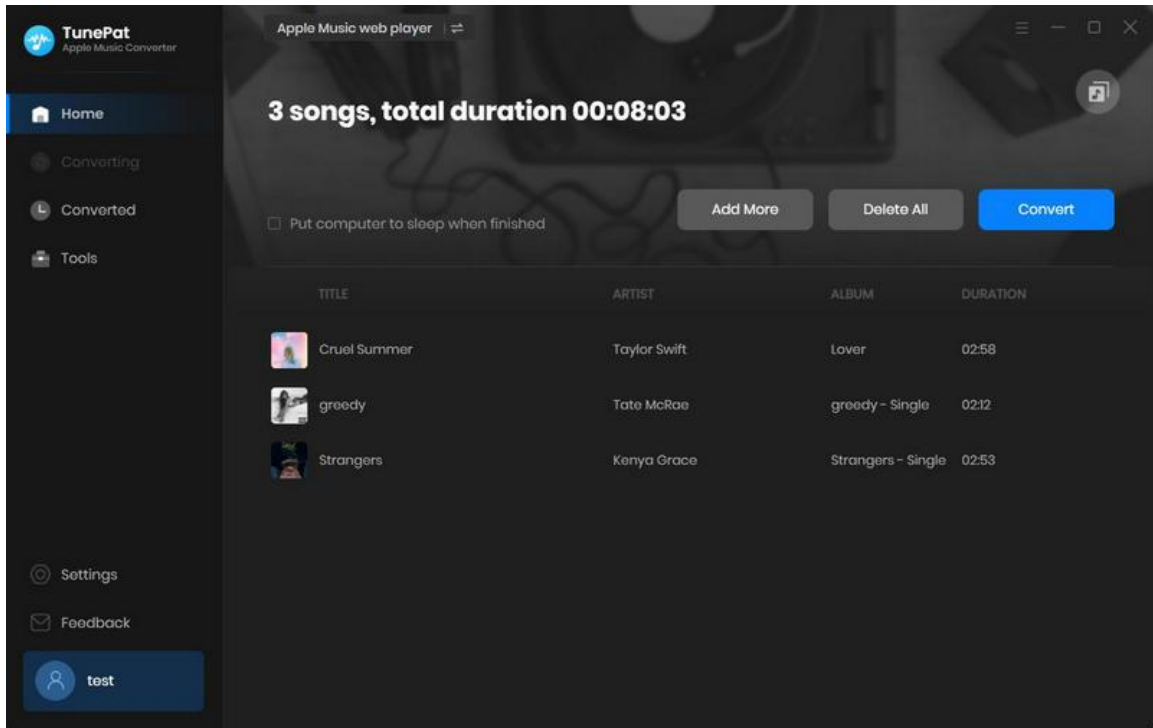 TunePat
Apple Music Converter
Apple Music web player
Home
Converting
Converted
Tools
3 songs, total duration 00:08:03
Put computer to sleep when finished
Add More
Delete All
Convert
TITLE ARTIST ALBUM DURATION
Cruel Summer Taylor Swift Lover 02:58
greedy Tate McRae greedy - Single 02:12
Strangers Kenya Grace Strangers - Single 02:53
Settings
Feedback
test